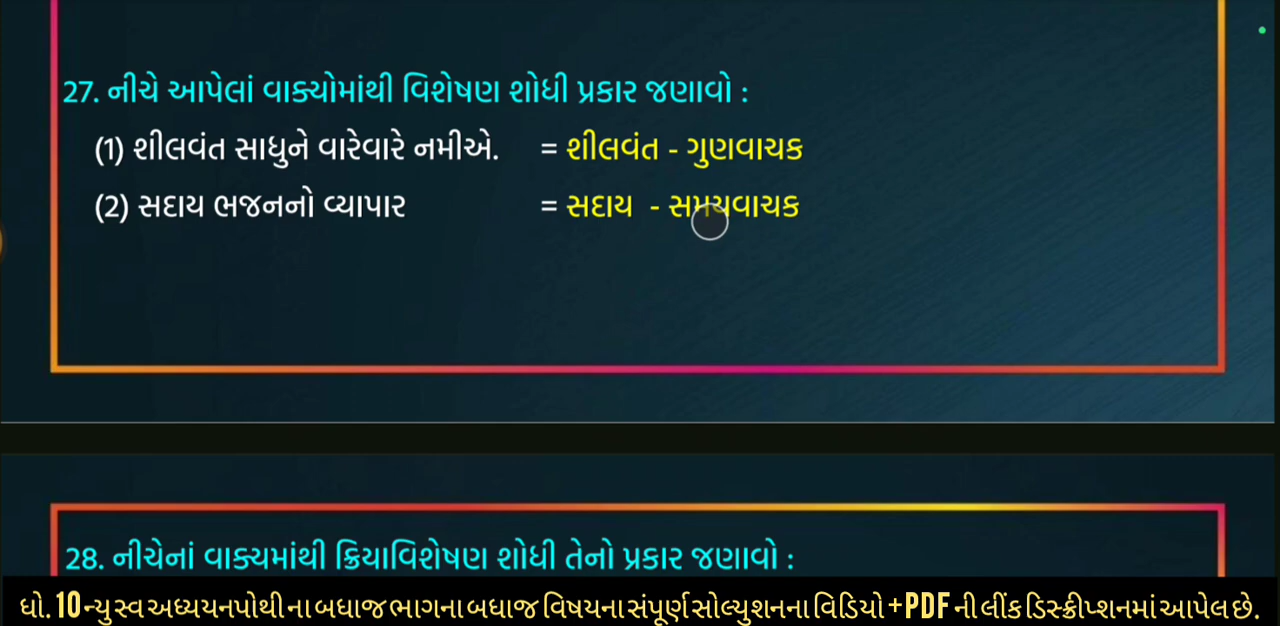 27. નીચે આપેલાં વાક્યોમાંથી વિશેષણ શોધી પ્રકાર જણાવો :
(1) શીલવંત સાધુને વારેવારે નમીએ. = શીલવંત - ગુણવાચક
(2) સદાય ભજનનો વ્યાપાર = સદાય - સમયવાચક
28. નીચેનાં વાક્યમાંથી ક્રિયાવિશેષણ શોધી તેનો પ્રકાર જણાવો :
ધો. 10 ન્યુ સ્વ અધ્યયનપોથી ના બધાજ ભાગના બધાજ વિષયના સંપૂર્ણ સોલ્યુશનના વિડિયો + PDF ની લીંક ડિસ્ક્રીપ્શનમાં આપેલ છે.